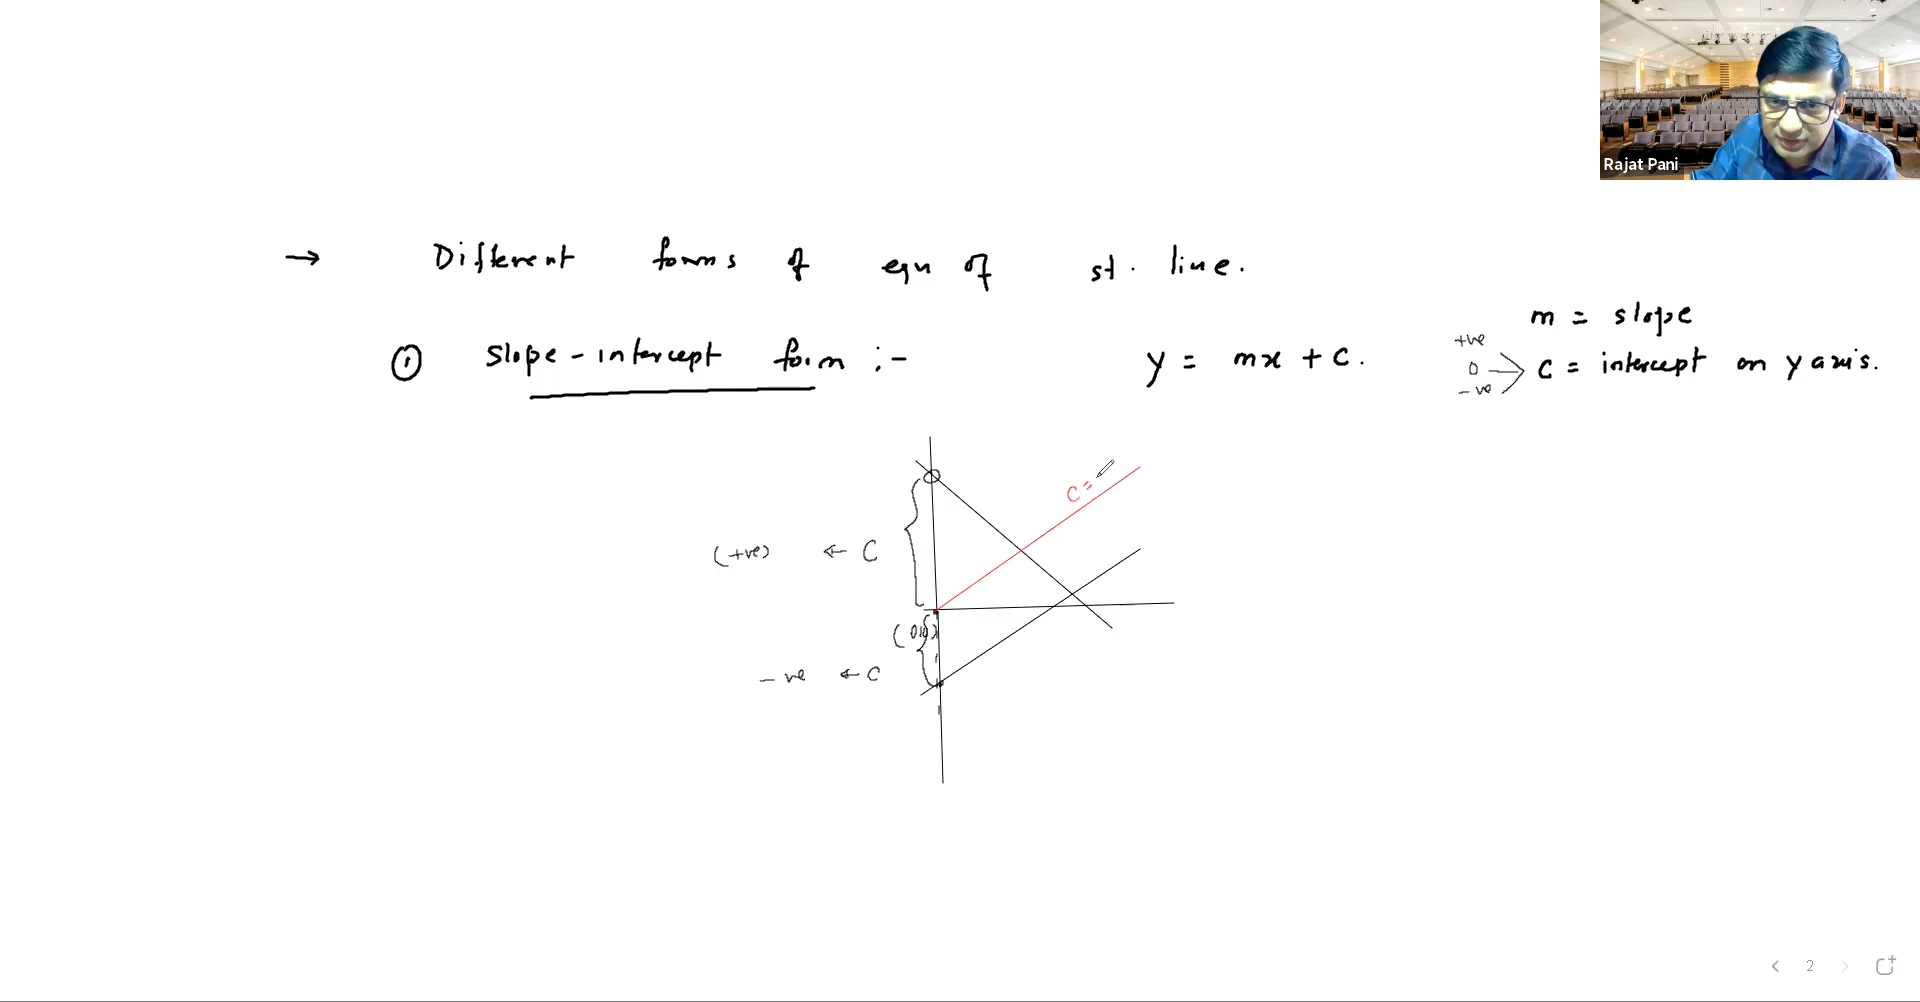 Rajat Pani
→ Different forms of eqn of st. line.
m = slope
① slope-intercept form :- y = mx + c.
+ve
0
-ve
c = intercept on y axis.
C =
(+ve) ← C
(0,0)
-ve ← C
2